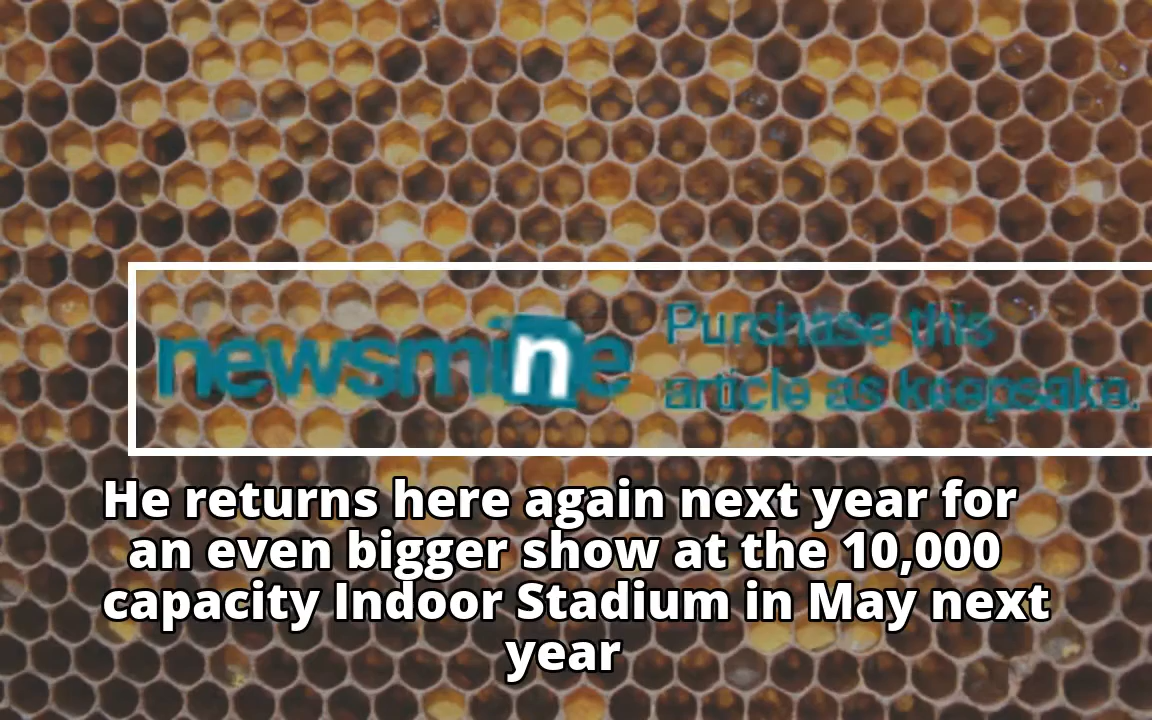 newsmine
Purchase this
article as keepsake.
He returns here again next year for
an even bigger show at the 10,000
capacity Indoor Stadium in May next
year